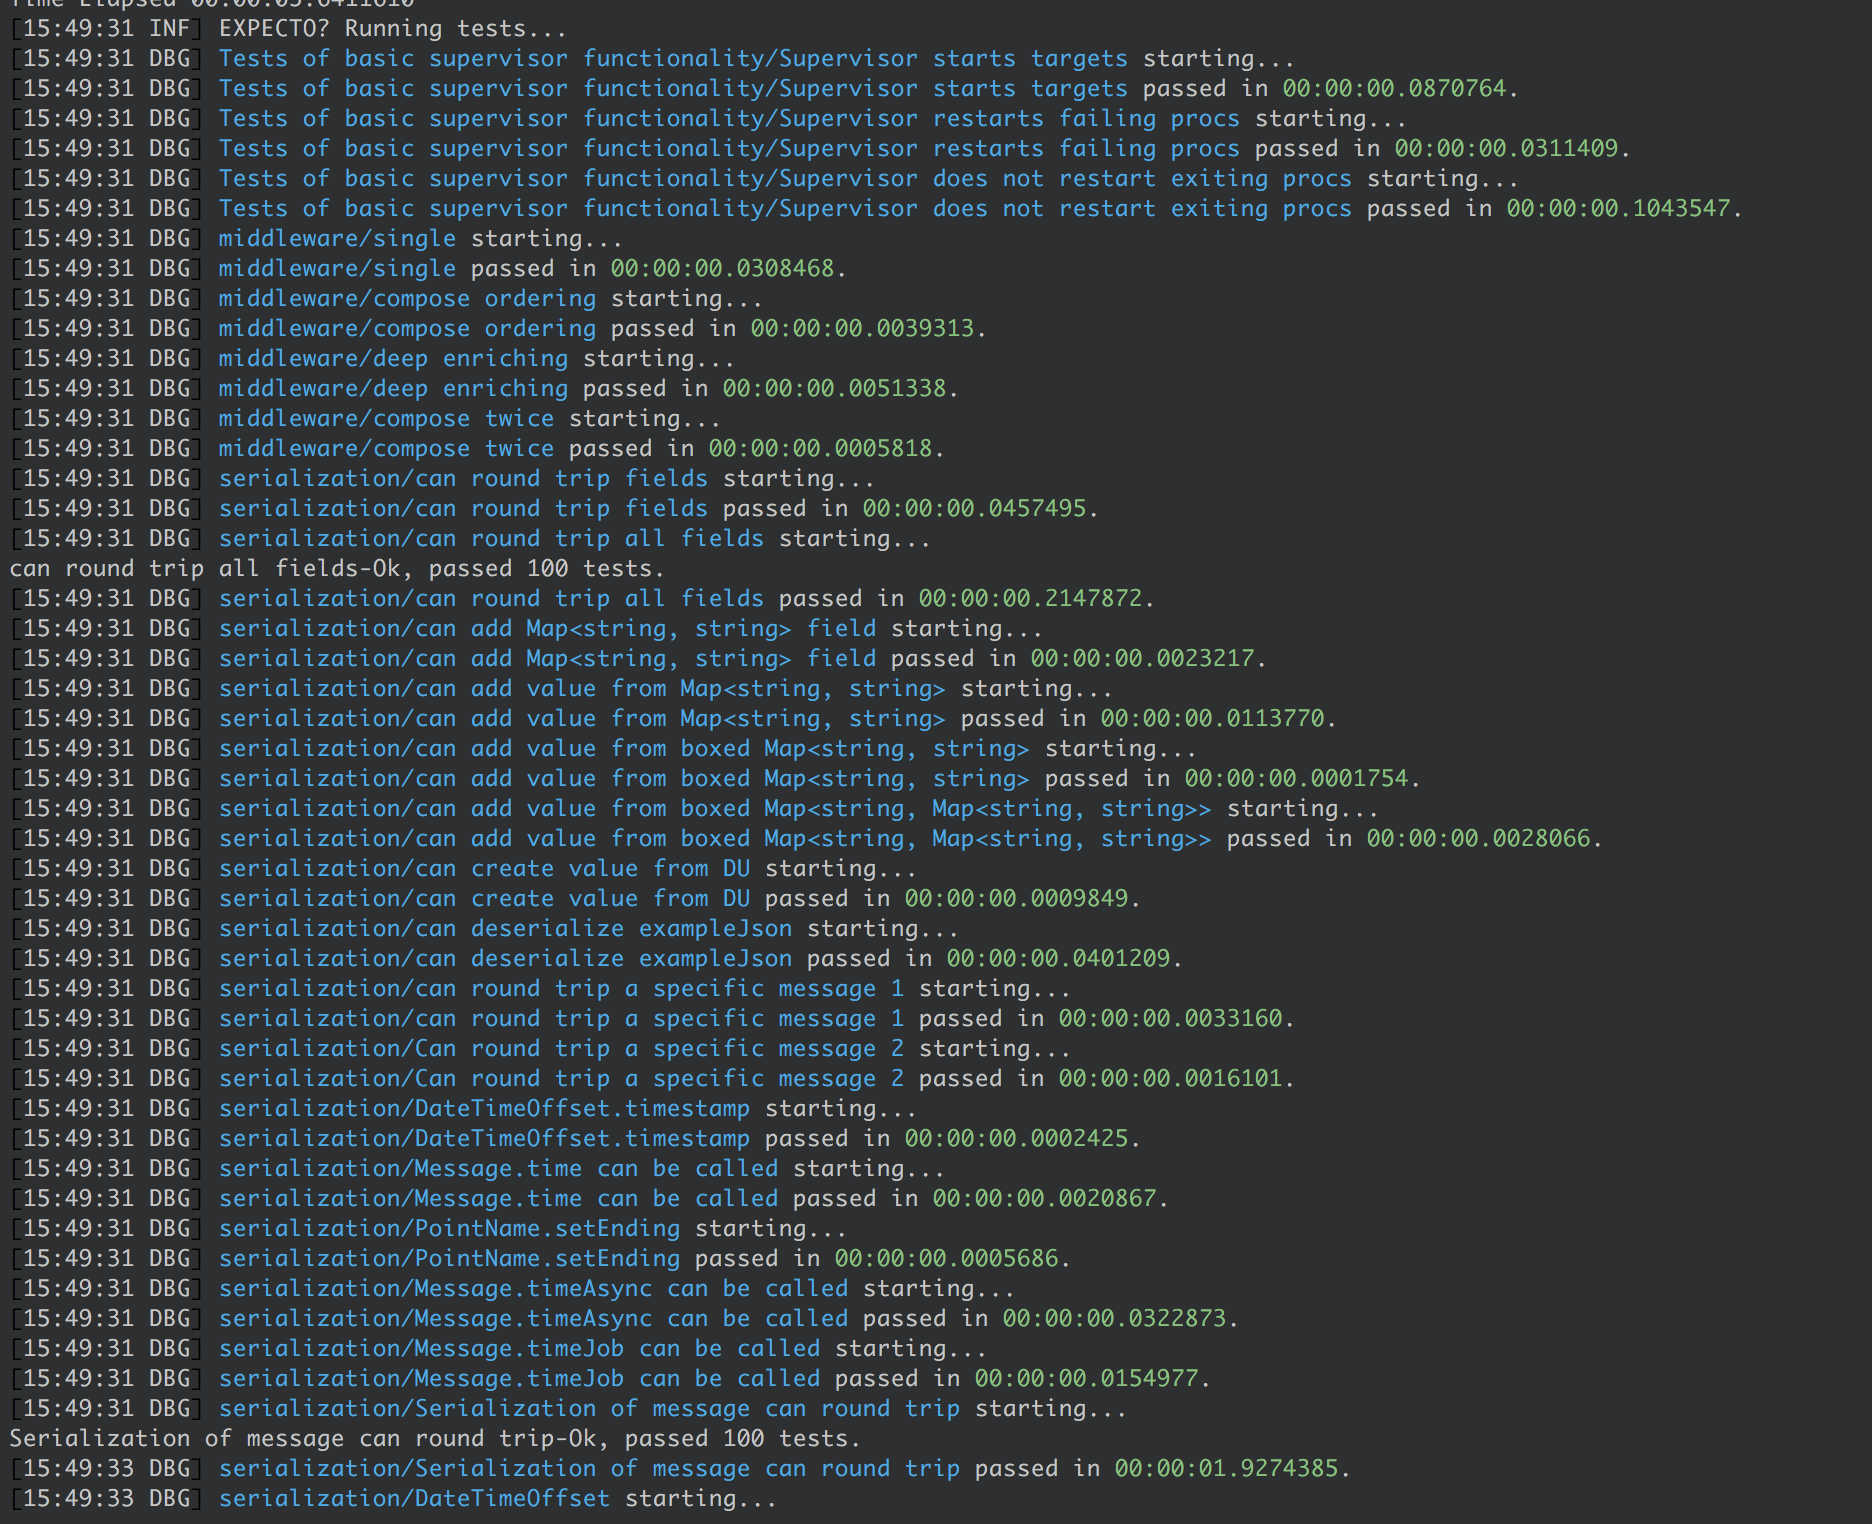 Time Elapsed 00:00:03.6411610
[15:49:31 INF] EXPECTO? Running tests...
[15:49:31 DBG] Tests of basic supervisor functionality/Supervisor starts targets starting...
[15:49:31 DBG] Tests of basic supervisor functionality/Supervisor starts targets passed in 00:00:00.0870764.
[15:49:31 DBG] Tests of basic supervisor functionality/Supervisor restarts failing procs starting...
[15:49:31 DBG] Tests of basic supervisor functionality/Supervisor restarts failing procs passed in 00:00:00.0311409.
[15:49:31 DBG] Tests of basic supervisor functionality/Supervisor does not restart exiting procs starting...
[15:49:31 DBG] Tests of basic supervisor functionality/Supervisor does not restart exiting procs passed in 00:00:00.1043547.
[15:49:31 DBG] middleware/single starting...
[15:49:31 DBG] middleware/single passed in 00:00:00.0308468.
[15:49:31 DBG] middleware/compose ordering starting...
[15:49:31 DBG] middleware/compose ordering passed in 00:00:00.0039313.
[15:49:31 DBG] middleware/deep enriching starting...
[15:49:31 DBG] middleware/deep enriching passed in 00:00:00.0051338.
[15:49:31 DBG] middleware/compose twice starting...
[15:49:31 DBG] middleware/compose twice passed in 00:00:00.0005818.
[15:49:31 DBG] serialization/can round trip fields starting...
[15:49:31 DBG] serialization/can round trip fields passed in 00:00:00.0457495.
[15:49:31 DBG] serialization/can round trip all fields starting...
can round trip all fields-Ok, passed 100 tests.
[15:49:31 DBG] serialization/can round trip all fields passed in 00:00:00.2147872.
[15:49:31 DBG] serialization/can add Map<string, string> field starting...
[15:49:31 DBG] serialization/can add Map<string, string> field passed in 00:00:00.0023217.
[15:49:31 DBG] serialization/can add value from Map<string, string> starting...
[15:49:31 DBG] serialization/can add value from Map<string, string> passed in 00:00:00.0113770.
[15:49:31 DBG] serialization/can add value from boxed Map<string, string> starting...
[15:49:31 DBG] serialization/can add value from boxed Map<string, string> passed in 00:00:00.0001754.
[15:49:31 DBG] serialization/can add value from boxed Map<string, Map<string, string>> starting...
[15:49:31 DBG] serialization/can add value from boxed Map<string, Map<string, string>> passed in 00:00:00.0028066.
[15:49:31 DBG] serialization/can create value from DU starting...
[15:49:31 DBG] serialization/can create value from DU passed in 00:00:00.0009849.
[15:49:31 DBG] serialization/can deserialize exampleJson starting...
[15:49:31 DBG] serialization/can deserialize exampleJson passed in 00:00:00.0401209.
[15:49:31 DBG] serialization/can round trip a specific message 1 starting...
[15:49:31 DBG] serialization/can round trip a specific message 1 passed in 00:00:00.0033160.
[15:49:31 DBG] serialization/Can round trip a specific message 2 starting...
[15:49:31 DBG] serialization/Can round trip a specific message 2 passed in 00:00:00.0016101.
[15:49:31 DBG] serialization/DateTimeOffset.timestamp starting...
[15:49:31 DBG] serialization/DateTimeOffset.timestamp passed in 00:00:00.0002425.
[15:49:31 DBG] serialization/Message.time can be called starting...
[15:49:31 DBG] serialization/Message.time can be called passed in 00:00:00.0020867.
[15:49:31 DBG] serialization/PointName.setEnding starting...
[15:49:31 DBG] serialization/PointName.setEnding passed in 00:00:00.0005686.
[15:49:31 DBG] serialization/Message.timeAsync can be called starting...
[15:49:31 DBG] serialization/Message.timeAsync can be called passed in 00:00:00.0322873.
[15:49:31 DBG] serialization/Message.timeJob can be called starting...
[15:49:31 DBG] serialization/Message.timeJob can be called passed in 00:00:00.0154977.
[15:49:31 DBG] serialization/Serialization of message can round trip starting...
Serialization of message can round trip-Ok, passed 100 tests.
[15:49:33 DBG] serialization/Serialization of message can round trip passed in 00:00:01.9274385.
[15:49:33 DBG] serialization/DateTimeOffset starting...